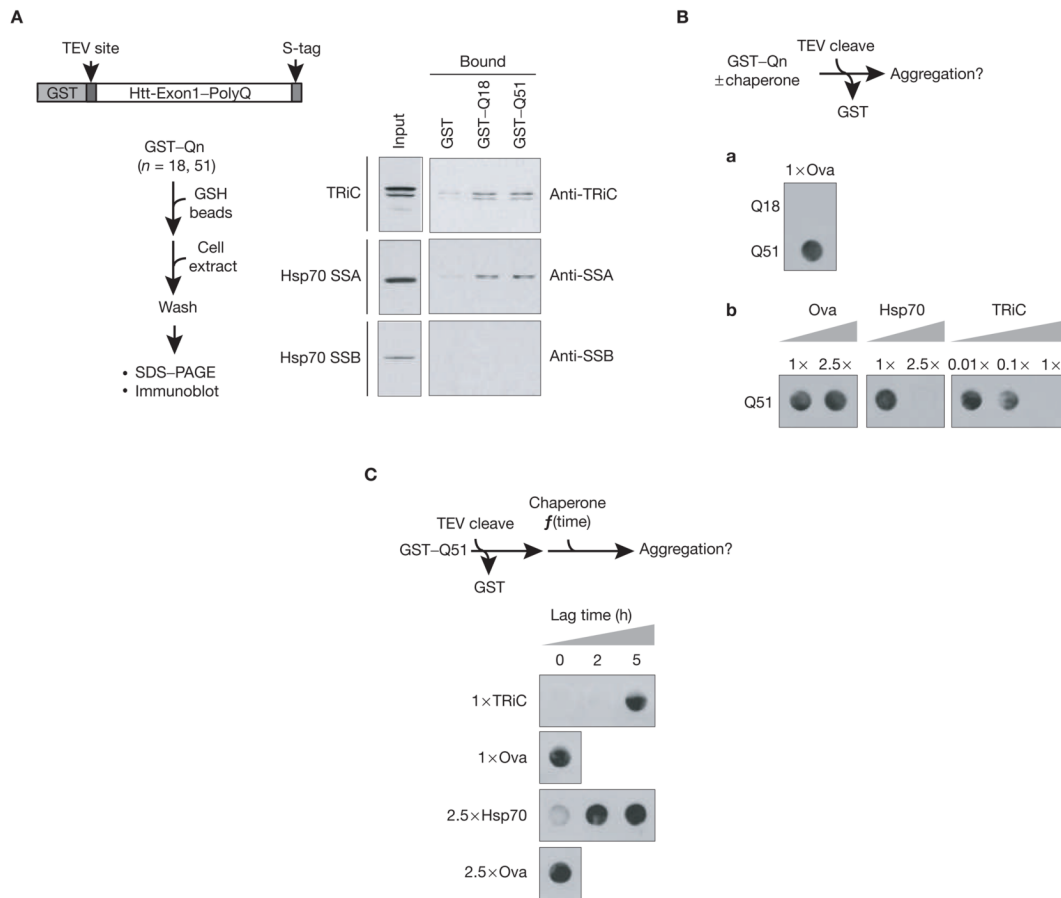 A
TEV site
S-tag
GST
Htt-Exon1–PolyQ
GST–Qn
(n = 18, 51)
GSH
beads
Cell
extract
Wash
• SDS–PAGE
• Immunoblot
Bound
Input
GST
GST–Q18
GST–Q51
TRiC
Anti-TRiC
Hsp70 SSA
Anti-SSA
Hsp70 SSB
Anti-SSB
B
TEV cleave
GST–Qn
±chaperone
Aggregation?
GST
a
1×Ova
Q18
Q51
b
Ova Hsp70 TRiC
1× 2.5× 1× 2.5× 0.01× 0.1× 1×
Q51
C
Chaperone
TEV cleave f(time)
GST–Q51
Aggregation?
GST
Lag time (h)
0 2 5
1×TRiC
1×Ova
2.5×Hsp70
2.5×Ova